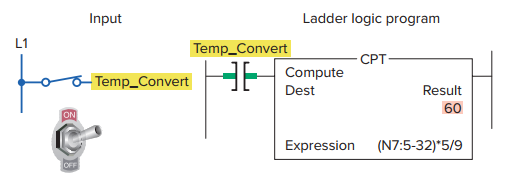 Input
Ladder logic program
L1
Temp_Convert
Temp_Convert
CPT
Compute
Dest
Result
60
Expression (N7:5-32)*5/9
ON
OFF